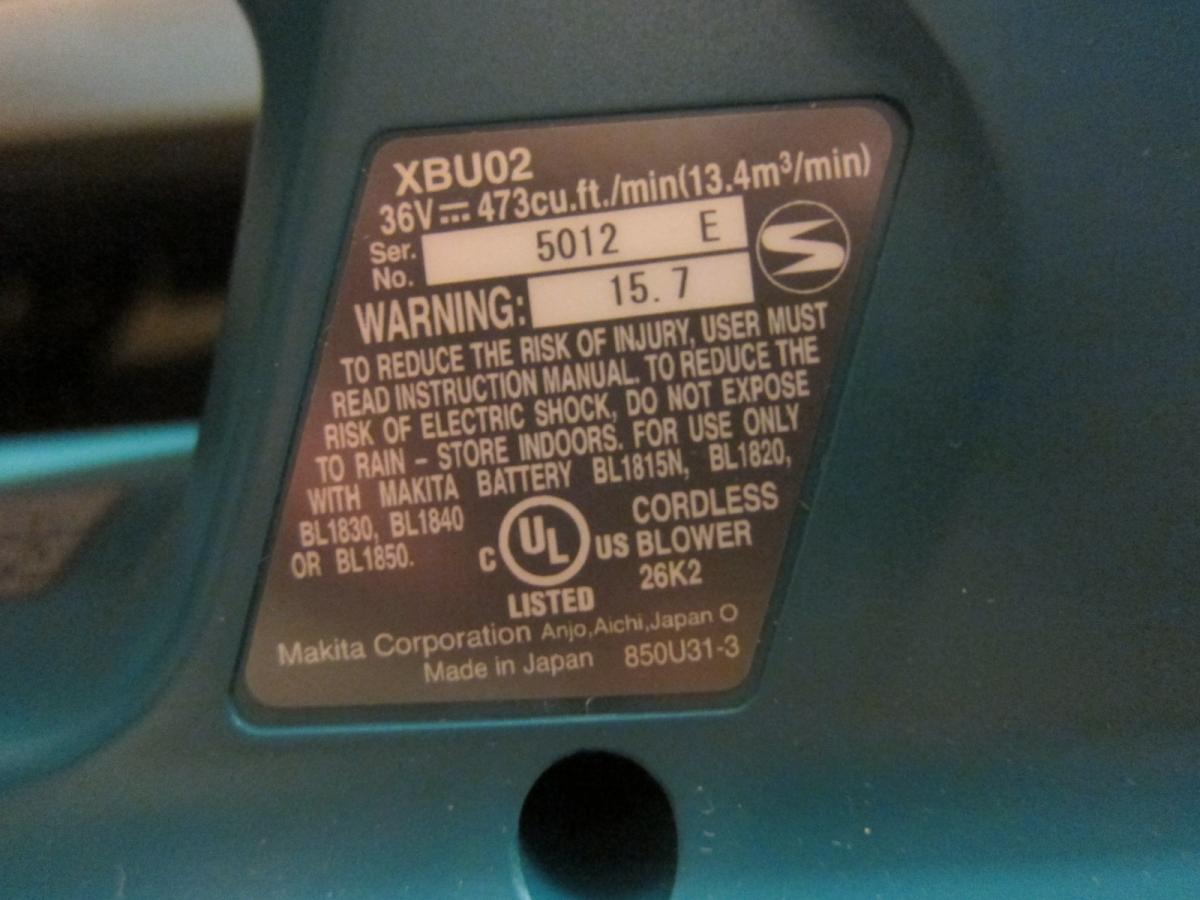 XBU02
36V⎓ 473cu.ft./min(13.4m³/min)
Ser. No. 5012 E
WARNING: 15. 7
TO REDUCE THE RISK OF INJURY, USER MUST
READ INSTRUCTION MANUAL. TO REDUCE THE
RISK OF ELECTRIC SHOCK, DO NOT EXPOSE
TO RAIN – STORE INDOORS. FOR USE ONLY
WITH MAKITA BATTERY BL1815N, BL1820,
BL1830, BL1840
OR BL1850.
C UL US
LISTED
CORDLESS
BLOWER
26K2
Makita Corporation Anjo,Aichi,Japan O
Made in Japan 850U31-3